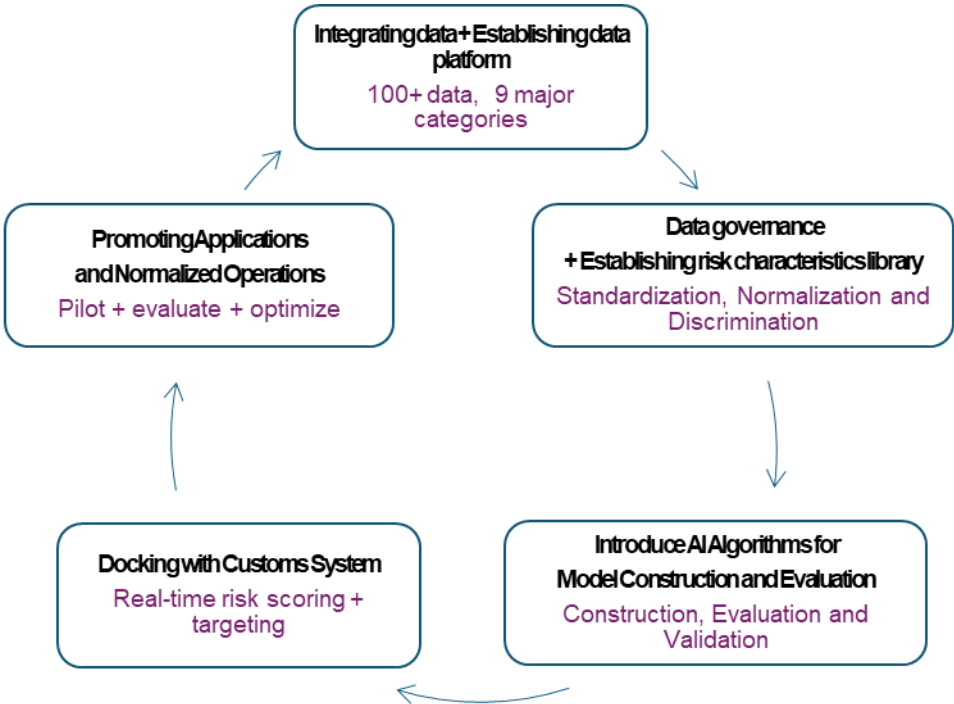 Integrating data + Establishing data
platform
100+ data, 9 major
categories
Data governance
+ Establishing risk characteristics library
Standardization, Normalization and
Discrimination
Introduce AI Algorithms for
Model Construction and Evaluation
Construction, Evaluation and
Validation
Docking with Customs System
Real-time risk scoring +
targeting
Promoting Applications
and Normalized Operations
Pilot + evaluate + optimize